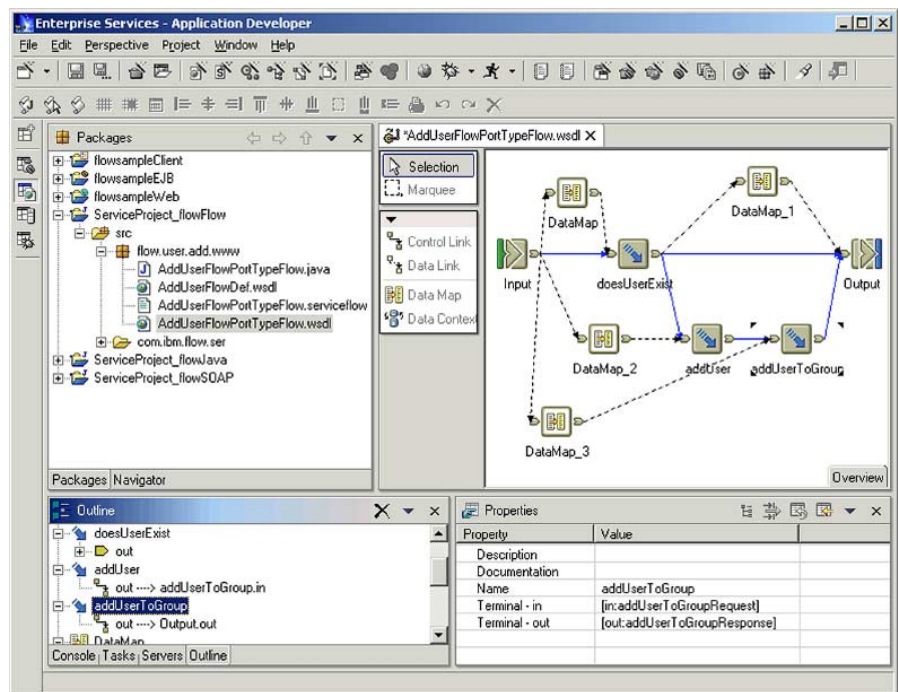 Enterprise Services - Application Developer
File Edit Perspective Project Window Help
Packages
flowsampleClient
flowsampleEJB
flowsampleWeb
ServiceProject_flowFlow
src
flow.user.add.www
AddUserFlowPortTypeFlow.java
AddUserFlowDef.wsdl
AddUserFlowPortTypeFlow.serviceflow
AddUserFlowPortTypeFlow.wsdl
com.ibm.flow.ser
ServiceProject_flowJava
ServiceProject_flowSOAP
Packages Navigator
*AddUserFlowPortTypeFlow.wsdl
Selection
Marquee
Control Link
Data Link
Data Map
Data Context
DataMap
DataMap_1
Input
doesUserExist
Output
DataMap_2
addUser
addUserToGroup
DataMap_3
Overview
Outline
doesUserExist
out
addUser
out ----> addUserToGroup.in
addUserToGroup
out ----> Output.out
DataMap
Console Tasks Servers Outline
Properties
Property Value
Description
Documentation
Name addUserToGroup
Terminal - in [in:addUserToGroupRequest]
Terminal - out [out:addUserToGroupResponse]